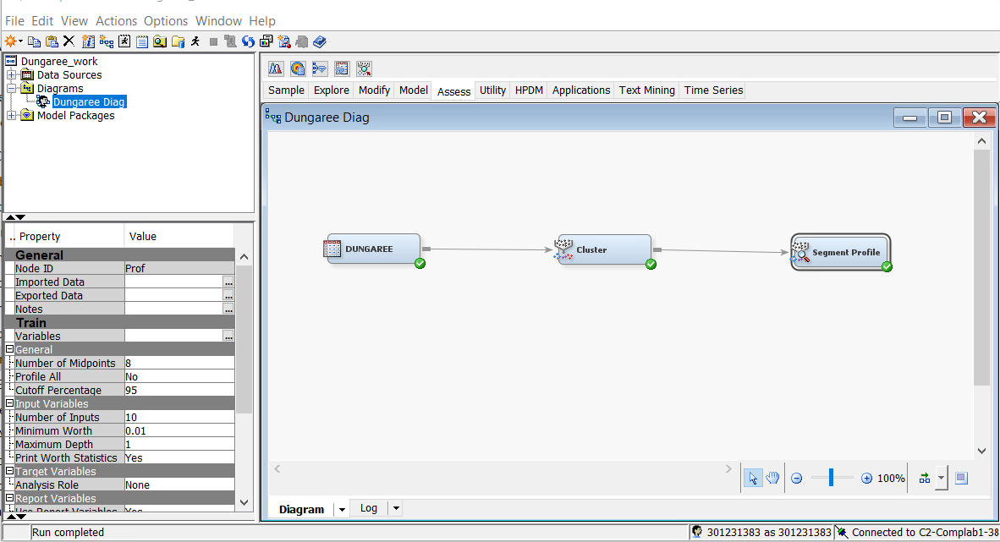 File Edit View Actions Options Window Help
Dungaree_work
Data Sources
Diagrams
Dungaree Diag
Model Packages
Sample Explore Modify Model Assess Utility HPDM Applications Text Mining Time Series
Dungaree Diag
DUNGAREE
Cluster
Segment Profile
.. Property Value
General
Node ID Prof
Imported Data ...
Exported Data ...
Notes ...
Train
Variables ...
General
Number of Midpoints 8
Profile All No
Cutoff Percentage 95
Input Variables
Number of Inputs 10
Minimum Worth 0.01
Maximum Depth 1
Print Worth Statistics Yes
Target Variables
Analysis Role None
Report Variables
Use Report Variables Yes
100%
Diagram Log
Run completed
301231383 as 301231383 Connected to C2-Complab1-38